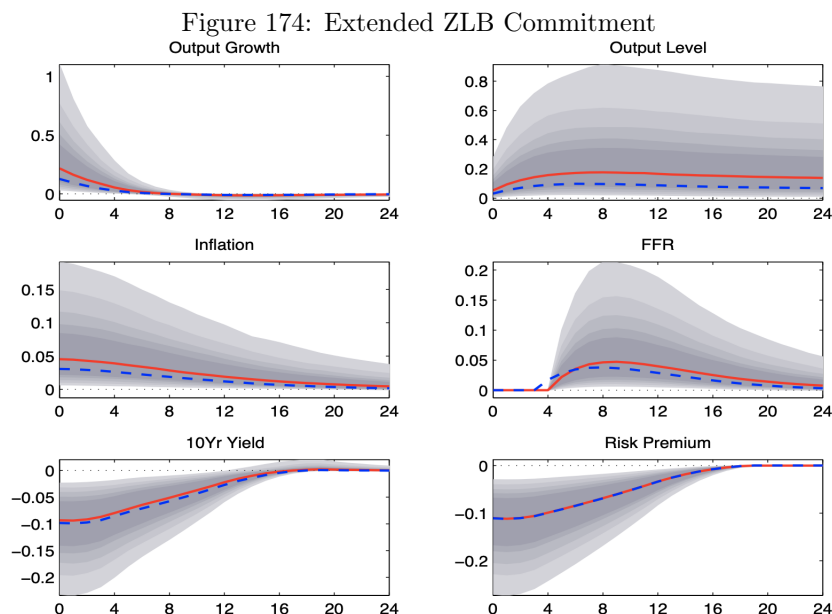 Figure 174: Extended ZLB Commitment
Output Growth
1
0.5
0
0 4 8 12 16 20 24
Output Level
0.8
0.6
0.4
0.2
0
0 4 8 12 16 20 24
Inflation
0.15
0.1
0.05
0
0 4 8 12 16 20 24
FFR
0.2
0.15
0.1
0.05
0
0 4 8 12 16 20 24
10Yr Yield
0
−0.05
−0.1
−0.15
−0.2
0 4 8 12 16 20 24
Risk Premium
0
−0.1
−0.2
0 4 8 12 16 20 24